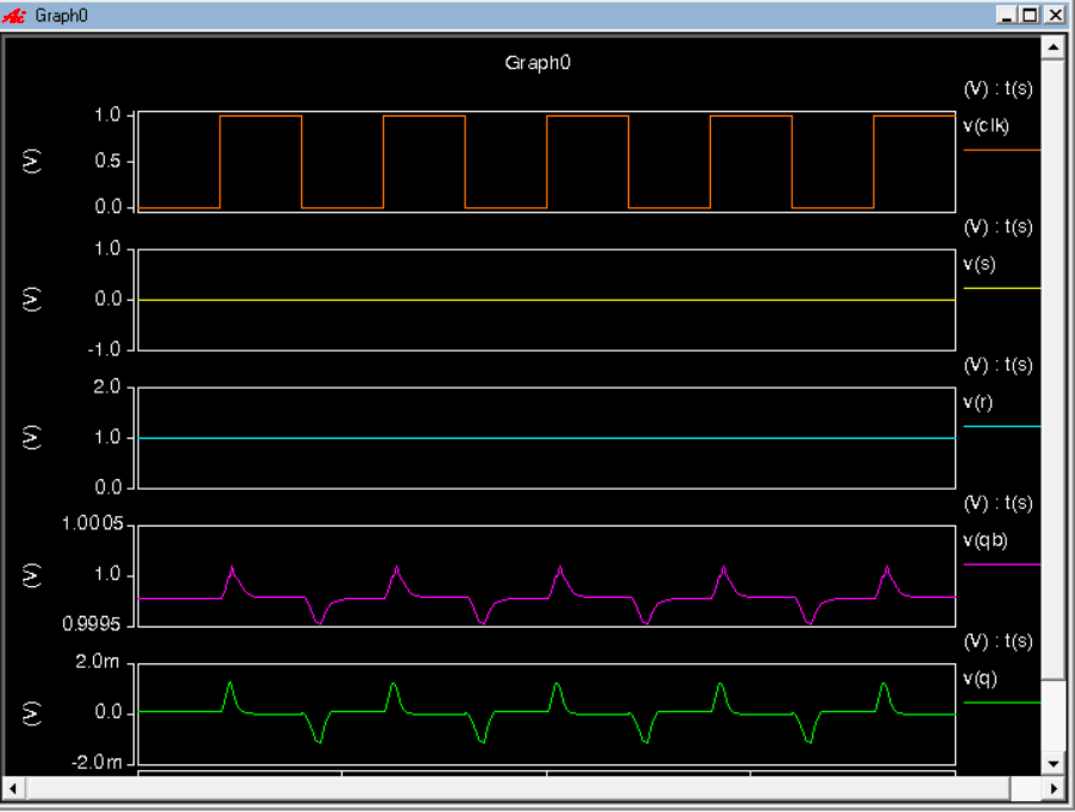 Graph0
Graph0
(V) : t(s)
1.0
v(clk)
(V)
0.5
0.0
(V) : t(s)
1.0
v(s)
(V)
0.0
-1.0
(V) : t(s)
2.0
v(r)
(V)
1.0
0.0
(V) : t(s)
1.0005
v(qb)
(V)
1.0
0.9995
(V) : t(s)
2.0m
v(q)
(V)
0.0
-2.0m